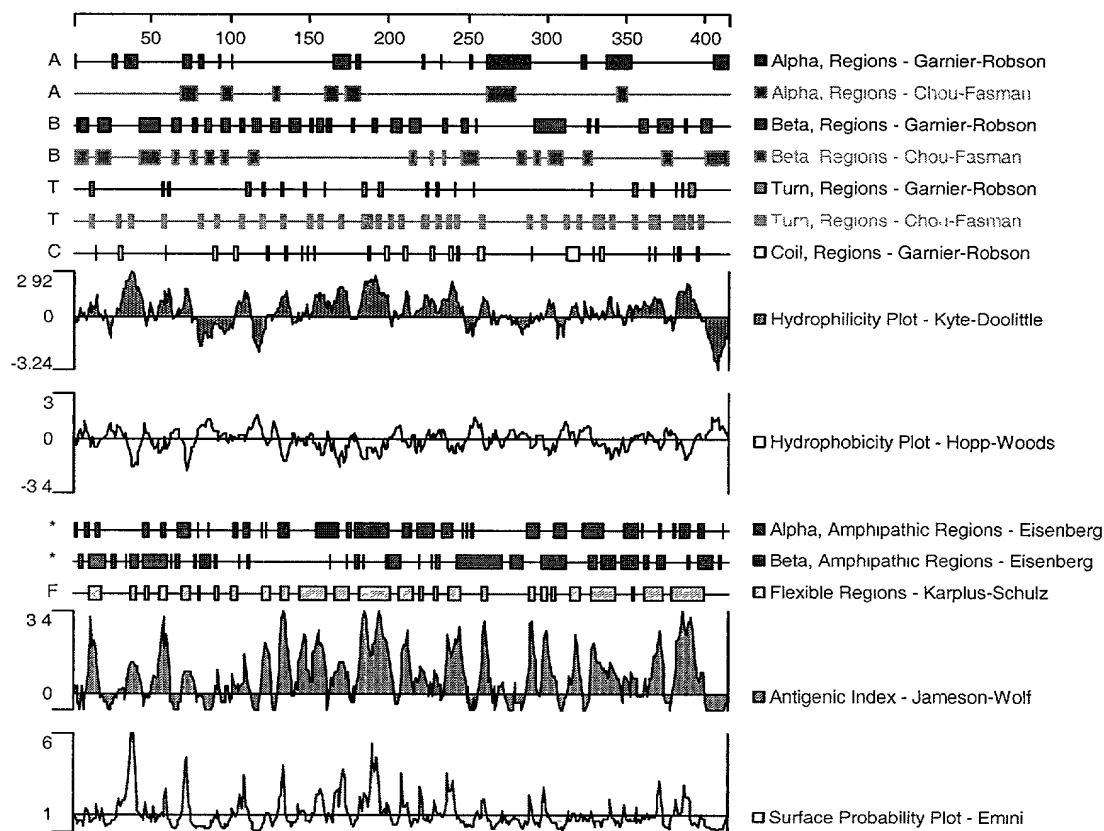 50 100 150 200 250 300 350 400
A Alpha, Regions - Garnier-Robson
A Alpha, Regions - Chou-Fasman
B Beta, Regions - Garnier-Robson
B Beta, Regions - Chou-Fasman
T Turn, Regions - Garnier-Robson
T Turn, Regions - Chou-Fasman
C Coil, Regions - Garnier-Robson
2 92
0 Hydrophilicity Plot - Kyte-Doolittle
-3.24
3
0 Hydrophobicity Plot - Hopp-Woods
-3 4
* Alpha, Amphipathic Regions - Eisenberg
* Beta, Amphipathic Regions - Eisenberg
F Flexible Regions - Karplus-Schulz
3 4
0 Antigenic Index - Jameson-Wolf
6
1 Surface Probability Plot - Emini